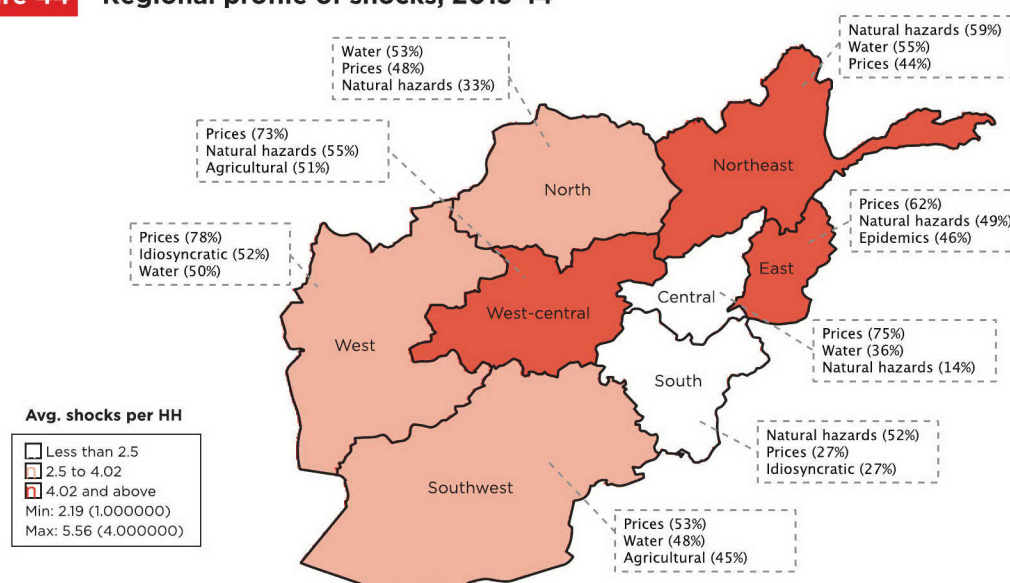 Regional profile of shocks, 2013-14
Natural hazards (59%)
Water (55%)
Prices (44%)
Water (53%)
Prices (48%)
Natural hazards (33%)
Prices (73%)
Natural hazards (55%)
Agricultural (51%)
Northeast
North
Prices (62%)
Natural hazards (49%)
Epidemics (46%)
Prices (78%)
Idiosyncratic (52%)
Water (50%)
East
Central
West-central
West
Prices (75%)
Water (36%)
Natural hazards (14%)
South
Avg. shocks per HH
Less than 2.5
2.5 to 4.02
4.02 and above
Min: 2.19 (1.000000)
Max: 5.56 (4.000000)
Natural hazards (52%)
Prices (27%)
Idiosyncratic (27%)
Southwest
Prices (53%)
Water (48%)
Agricultural (45%)